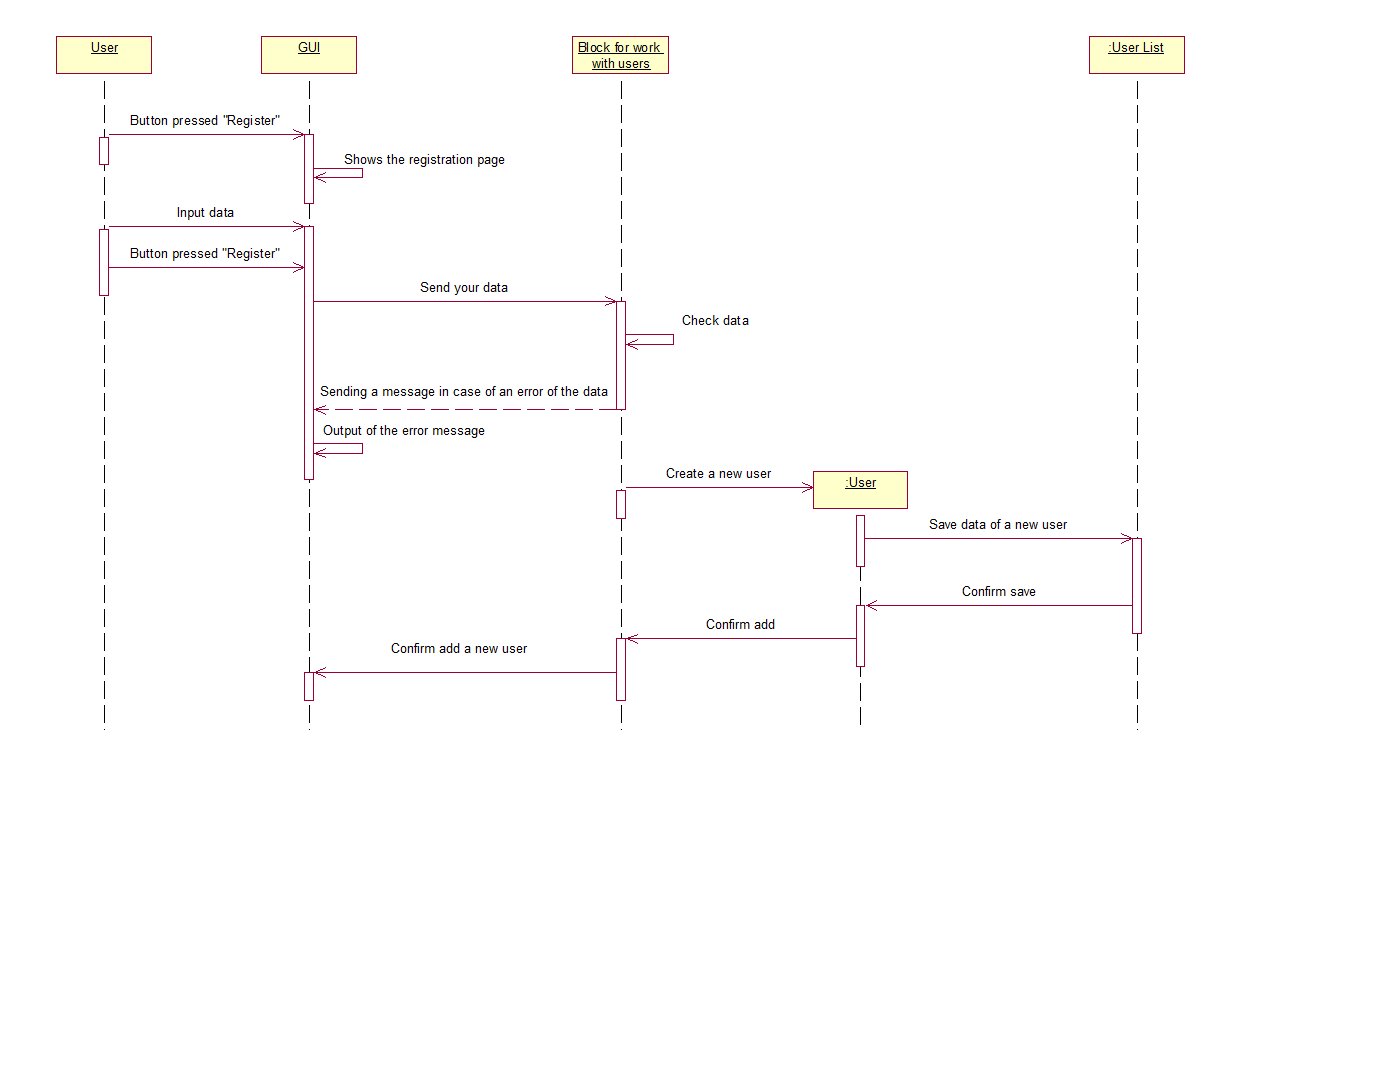 User
GUI
Block for work
with users
:User List
Button pressed "Register"
Shows the registration page
Input data
Button pressed "Register"
Send your data
Check data
Sending a message in case of an error of the data
Output of the error message
Create a new user
:User
Save data of a new user
Confirm save
Confirm add
Confirm add a new user